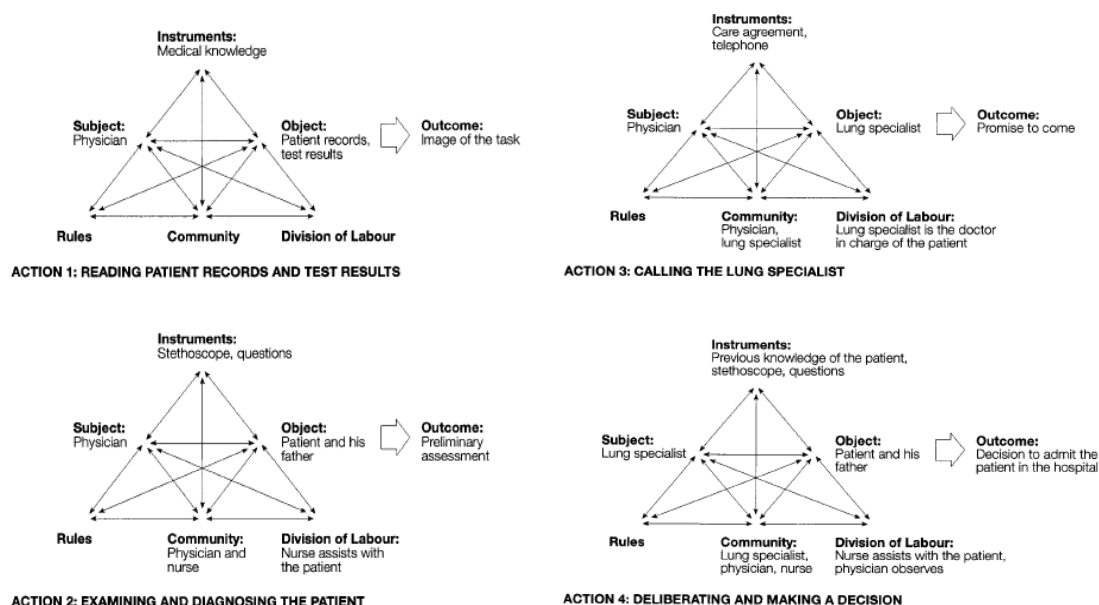 Instruments:
Medical knowledge
Subject:
Physician
Object:
Patient records,
test results
Outcome:
Image of the task
Rules
Community
Division of Labour
ACTION 1: READING PATIENT RECORDS AND TEST RESULTS
Instruments:
Stethoscope, questions
Subject:
Physician
Object:
Patient and his
father
Outcome:
Preliminary
assessment
Rules
Community:
Physician and
nurse
Division of Labour:
Nurse assists with
the patient
ACTION 2: EXAMINING AND DIAGNOSING THE PATIENT
Instruments:
Care agreement,
telephone
Subject:
Physician
Object:
Lung specialist
Outcome:
Promise to come
Rules
Community:
Physician,
lung specialist
Division of Labour:
Lung specialist is the doctor
in charge of the patient
ACTION 3: CALLING THE LUNG SPECIALIST
Instruments:
Previous knowledge of the patient,
stethoscope, questions
Subject:
Lung specialist
Object:
Patient and his
father
Outcome:
Decision to admit the
patient in the hospital
Rules
Community:
Lung specialist,
physician, nurse
Division of Labour:
Nurse assists with the patient,
physician observes
ACTION 4: DELIBERATING AND MAKING A DECISION